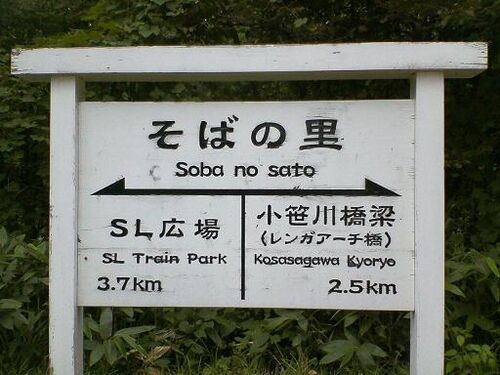 そばの里
Soba no sato
SL広場
SL Train Park
3.7km
小笹川橋梁
(レンガアーチ橋)
Kosasagawa Kyoryo
2.5km